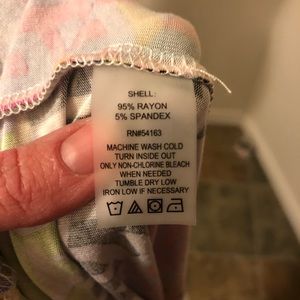 SHELL:
95% RAYON
5% SPANDEX
RN#54163
MACHINE WASH COLD
TURN INSIDE OUT
ONLY NON-CHLORINE BLEACH
WHEN NEEDED
TUMBLE DRY LOW
IRON LOW IF NECESSARY